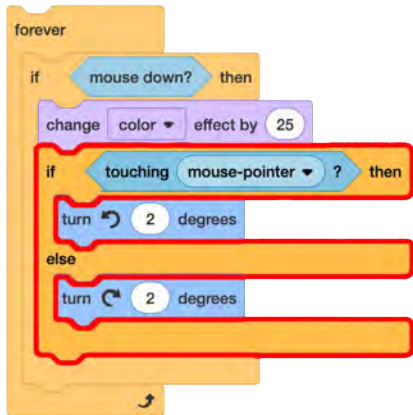 forever
if mouse down? then
change color effect by 25
if touching mouse-pointer ? then
turn 2 degrees
else
turn 2 degrees